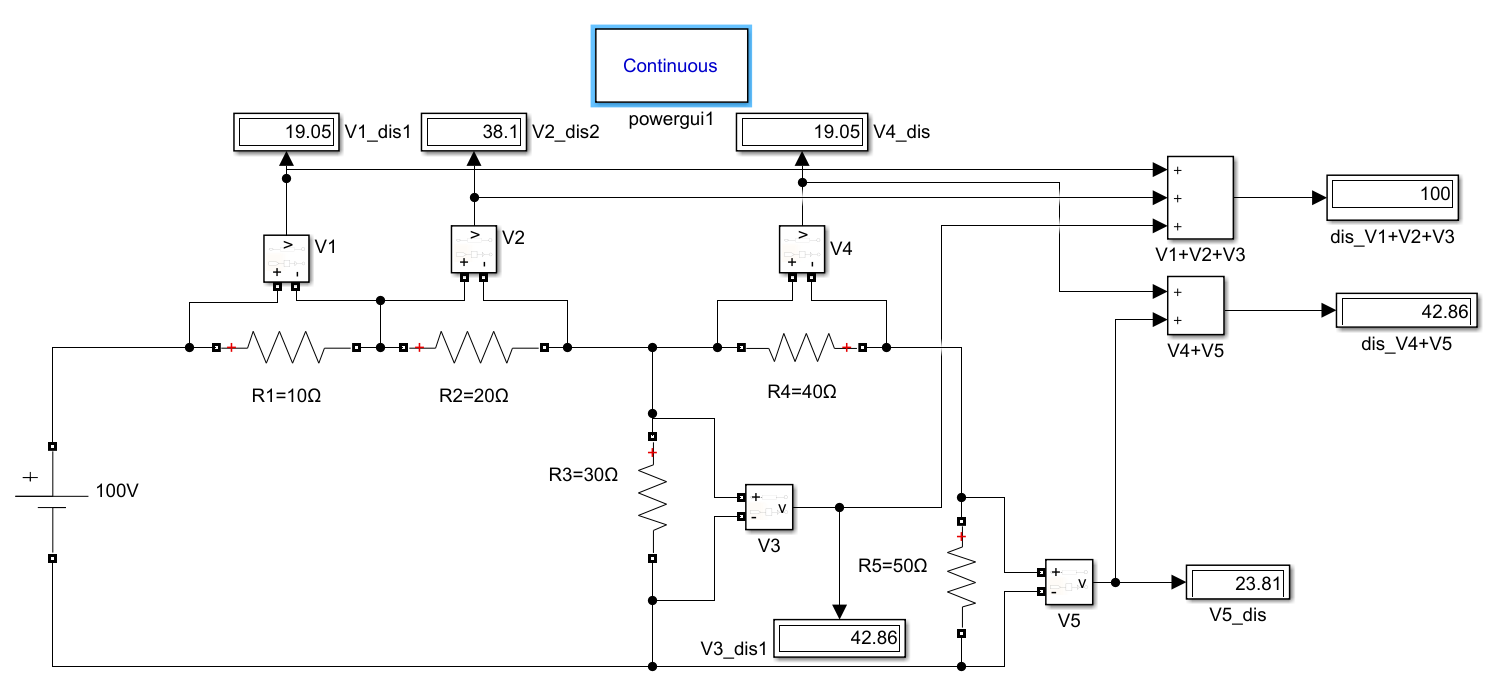 Continuous
powergui1
19.05
V1_dis1
38.1
V2_dis2
19.05
V4_dis
+
+
+
V1+V2+V3
100
dis_V1+V2+V3
V1
V2
V4
+ -
+ -
+ -
+
+
V4+V5
42.86
dis_V4+V5
R1=10Ω
R2=20Ω
R4=40Ω
+
100V
R3=30Ω
+
-
v
V3
R5=50Ω
+
-
v
V5
23.81
V5_dis
V3_dis1
42.86